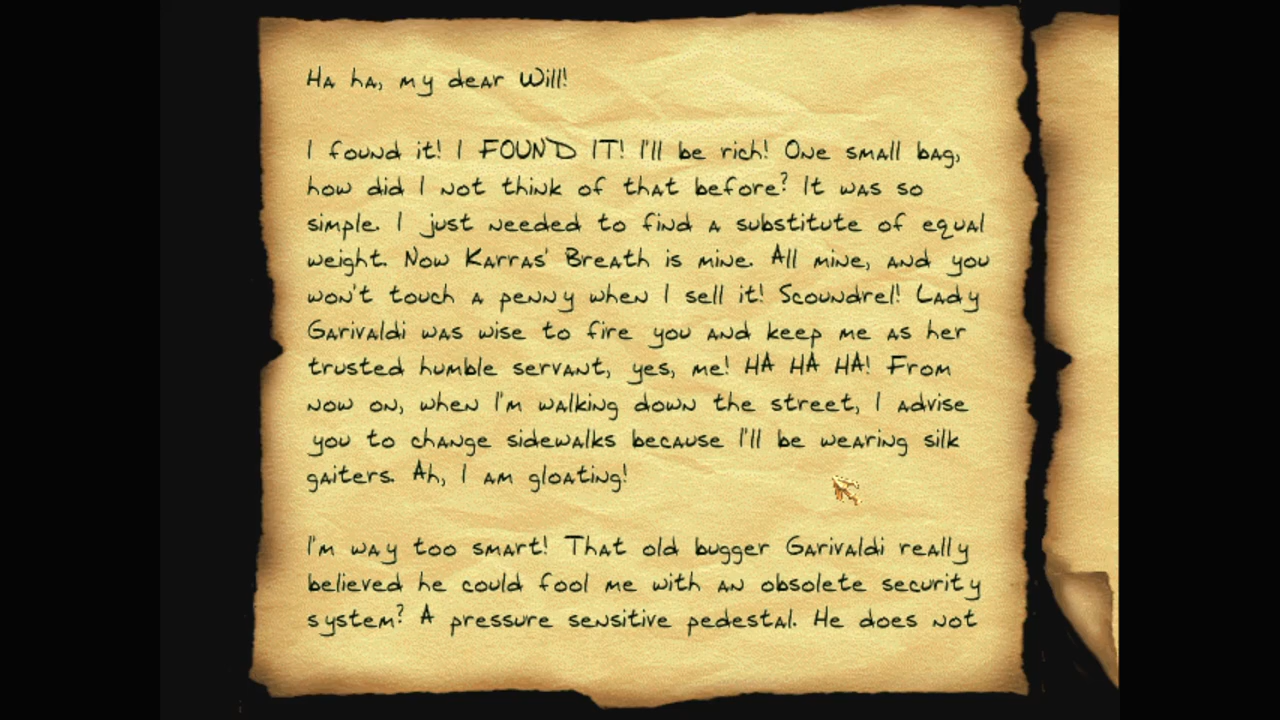 Ha ha, my dear Will!
I found it! I FOUND IT! I'll be rich! One small bag,
how did I not think of that before? It was so
simple. I just needed to find a substitute of equal
weight. Now Karras' Breath is mine. All mine, and you
won't touch a penny when I sell it! Scoundrel! Lady
Garivaldi was wise to fire you and keep me as her
trusted humble servant, yes, me! HA HA HA! From
now on, when I'm walking down the street, I advise
you to change sidewalks because I'll be wearing silk
gaiters. Ah, I am gloating!
I'm way too smart! That old bugger Garivaldi really
believed he could fool me with an obsolete security
system? A pressure sensitive pedestal. He does not